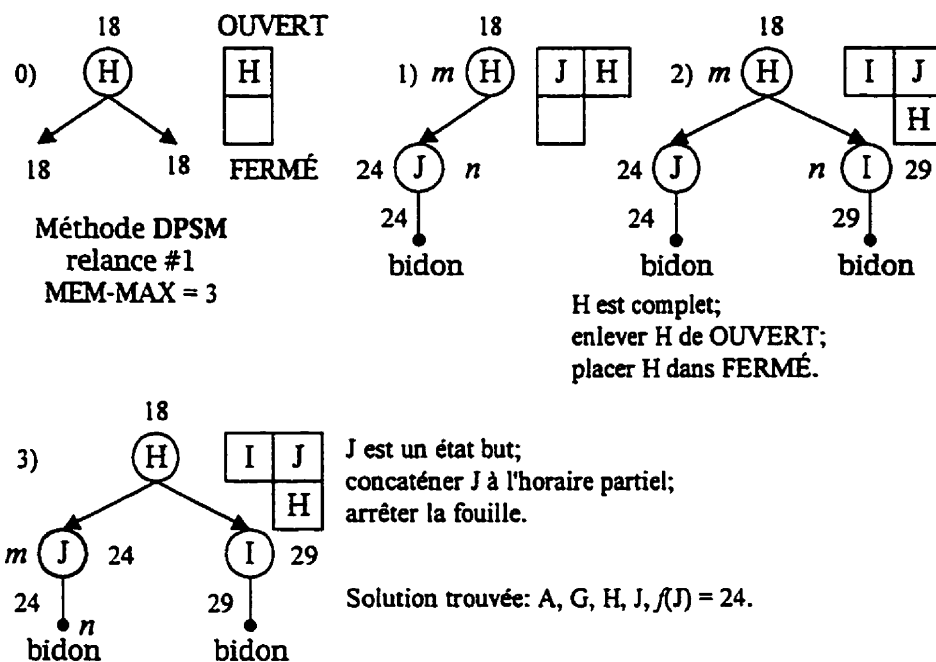 18 OUVERT
0) H H
18 18 FERMÉ
Méthode DPSM
relance #1
MEM-MAX = 3
18
1) m H J H
24 J n
24
bidon
18
2) m H I J
H
24 J n I 29
24 29
bidon bidon
H est complet;
enlever H de OUVERT;
placer H dans FERMÉ.
18
3) H I J
H
m J 24 I 29
24 n 29
bidon bidon
J est un état but;
concaténer J à l'horaire partiel;
arrêter la fouille.
Solution trouvée: A, G, H, J, f(J) = 24.